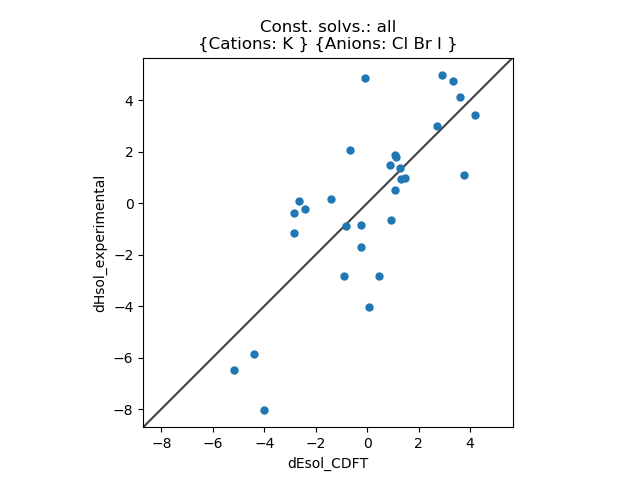 Const. solvs.: all
{Cations: K } {Anions: Cl Br I }
4
2
0
−2
−4
−6
−8
dHsol_experimental
−8 −6 −4 −2 0 2 4
dEsol_CDFT